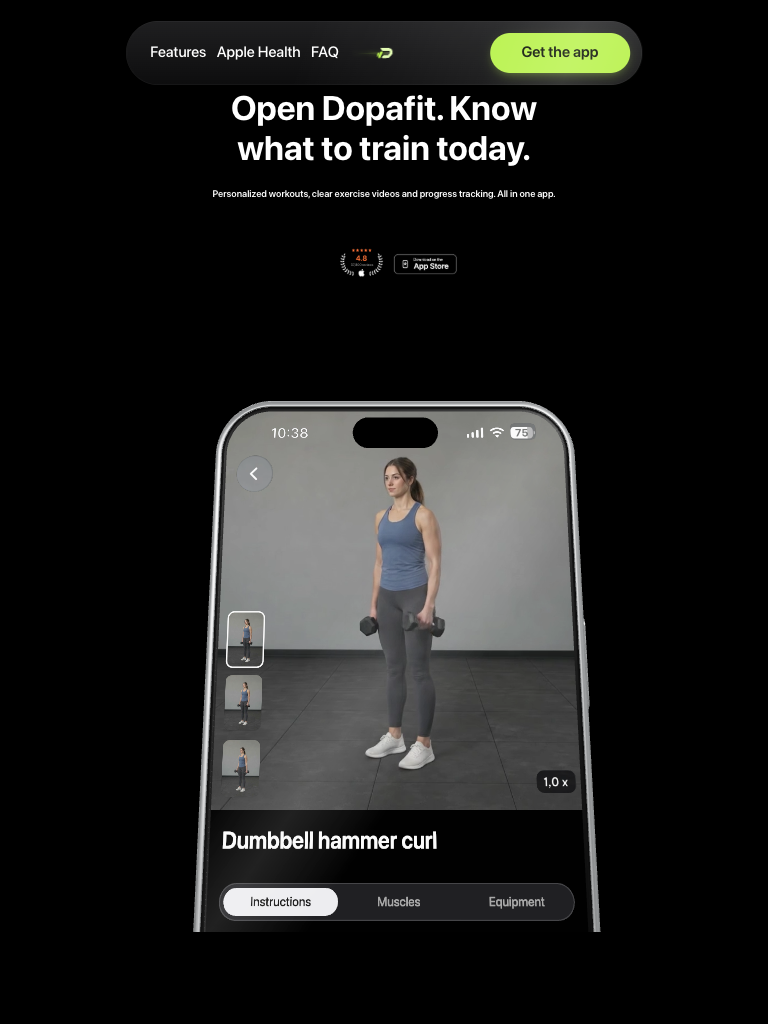 Features Apple Health FAQ
Get the app
Open Dopafit. Know
what to train today.
Personalized workouts, clear exercise videos and progress tracking. All in one app.
4.8
App Store
10:38
75
1,0 x
Dumbbell hammer curl
Instructions Muscles Equipment